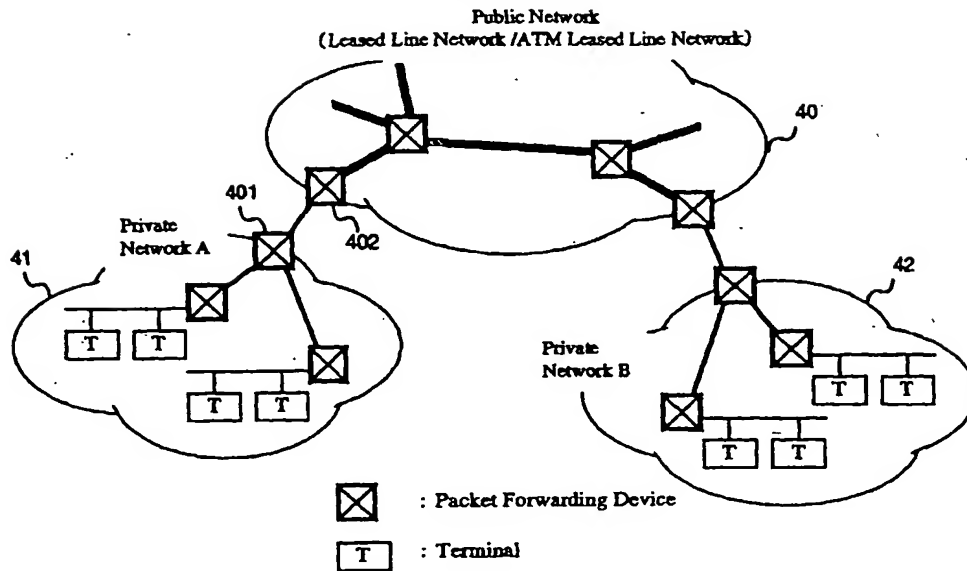 Public Network
(Leased Line Network /ATM Leased Line Network)
40
401
402
Private
Network A
41
42
T T
T T
Private
Network B
T T
T T
: Packet Forwarding Device
T : Terminal